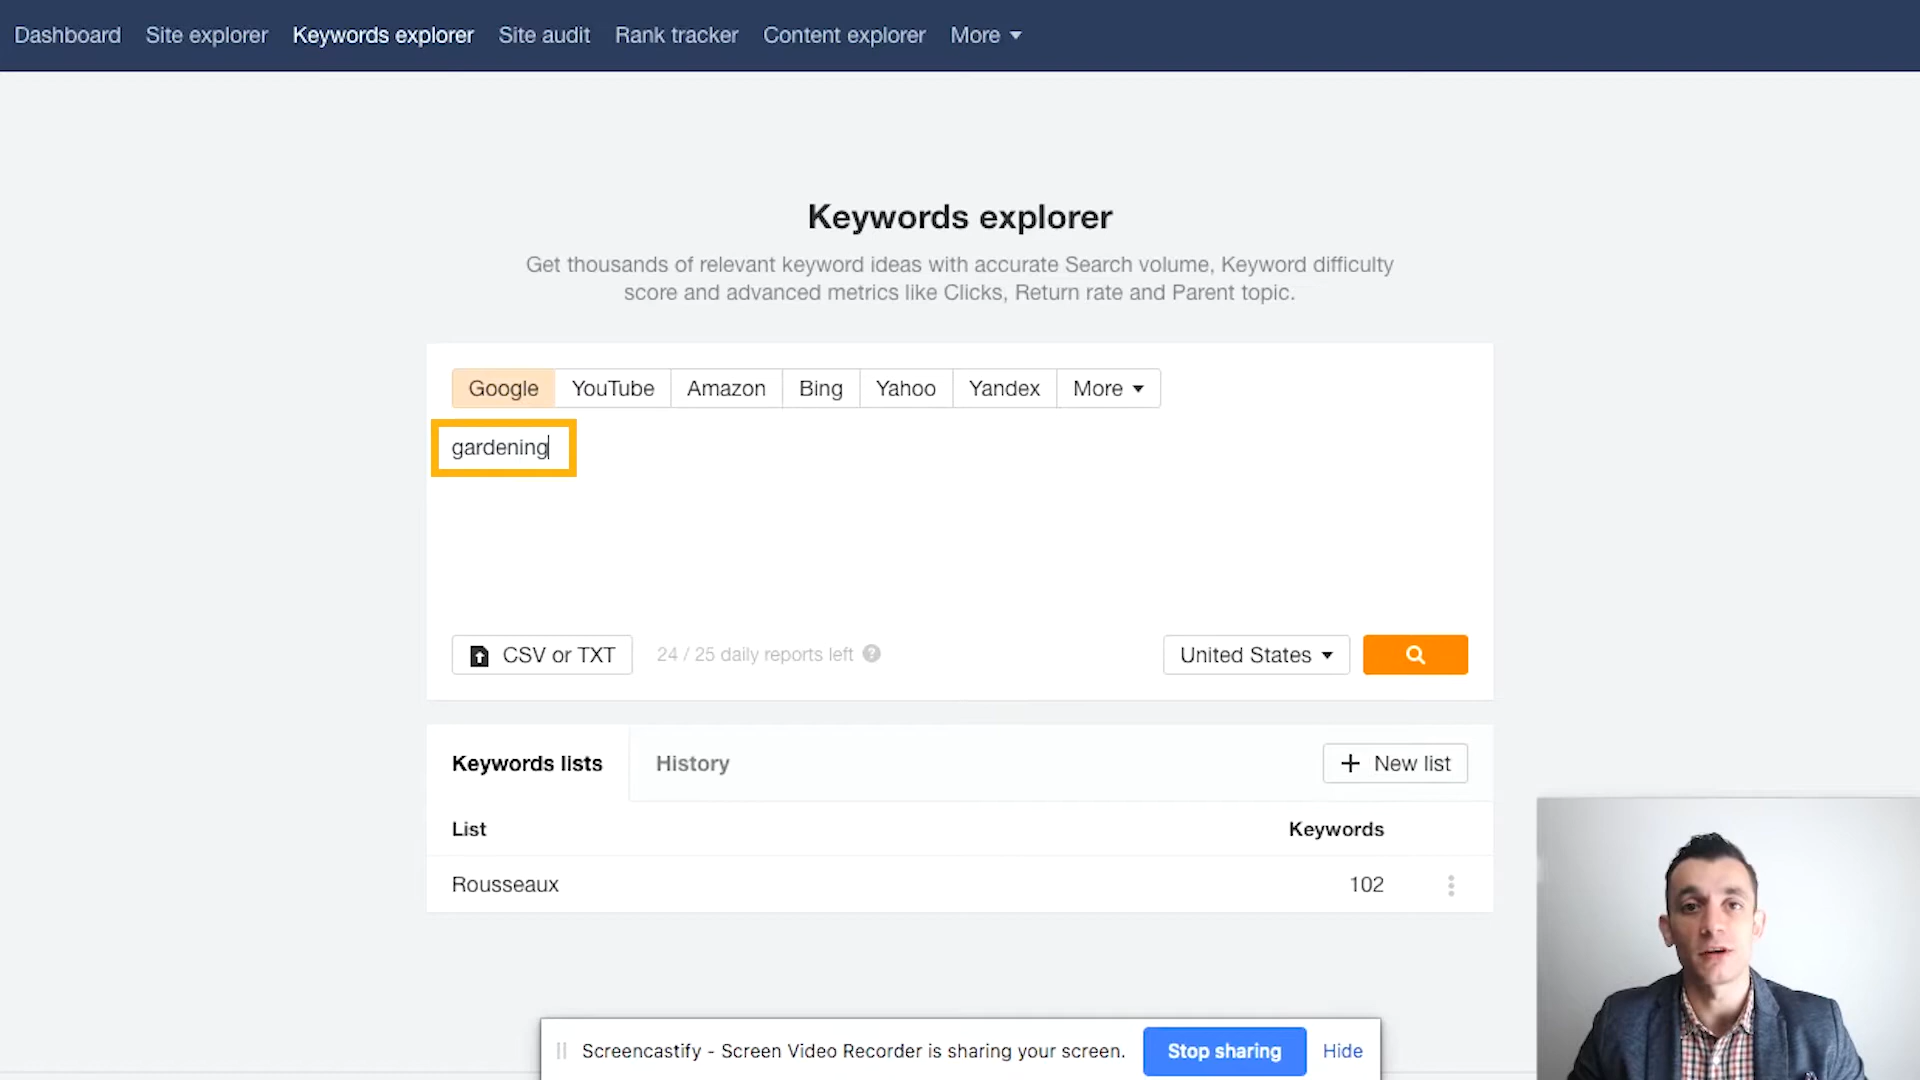 Dashboard Site explorer Keywords explorer Site audit Rank tracker Content explorer More
Keywords explorer
Get thousands of relevant keyword ideas with accurate Search volume, Keyword difficulty
score and advanced metrics like Clicks, Return rate and Parent topic.
Google YouTube Amazon Bing Yahoo Yandex More
gardening
CSV or TXT 24 / 25 daily reports left ? United States
Keywords lists History + New list
List Keywords
Rousseaux 102
Screencastify - Screen Video Recorder is sharing your screen. Stop sharing Hide